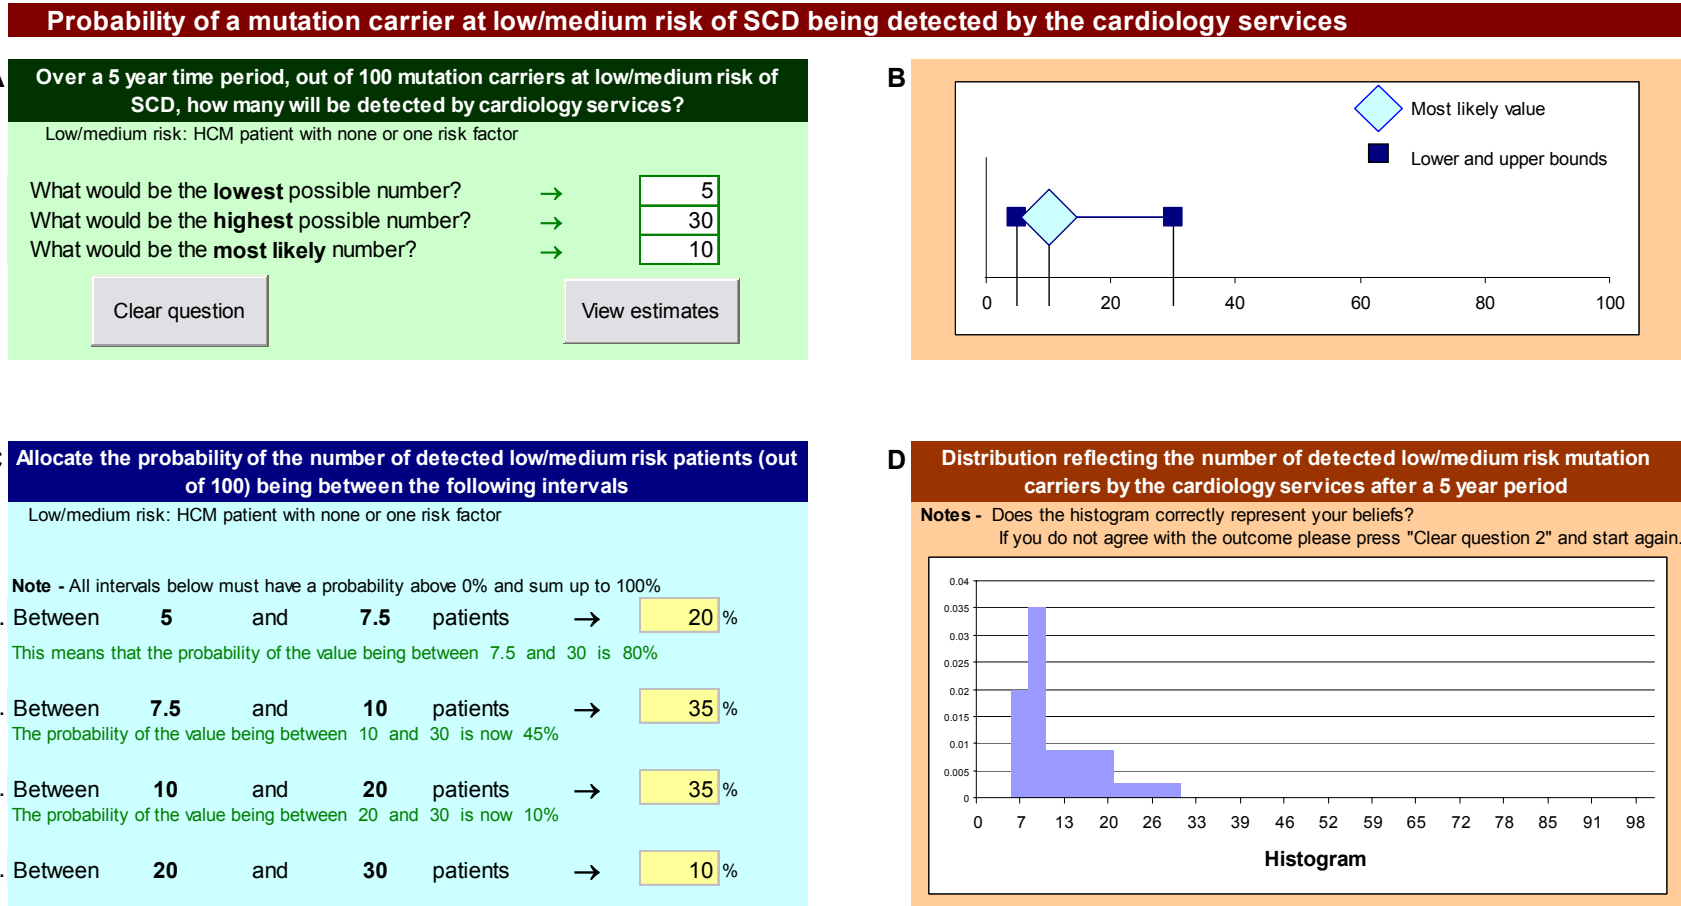 Probability of a mutation carrier at low/medium risk of SCD being detected by the cardiology services
Over a 5 year time period, out of 100 mutation carriers at low/medium risk of
SCD, how many will be detected by cardiology services?
Low/medium risk: HCM patient with none or one risk factor
What would be the lowest possible number? → 5
What would be the highest possible number? → 30
What would be the most likely number? → 10
Clear question View estimates
B
Most likely value
Lower and upper bounds
0 20 40 60 80 100
Allocate the probability of the number of detected low/medium risk patients (out
of 100) being between the following intervals
Low/medium risk: HCM patient with none or one risk factor
Note - All intervals below must have a probability above 0% and sum up to 100%
. Between 5 and 7.5 patients → 20 %
This means that the probability of the value being between 7.5 and 30 is 80%
. Between 7.5 and 10 patients → 35 %
The probability of the value being between 10 and 30 is now 45%
. Between 10 and 20 patients → 35 %
The probability of the value being between 20 and 30 is now 10%
. Between 20 and 30 patients → 10 %
D
Distribution reflecting the number of detected low/medium risk mutation
carriers by the cardiology services after a 5 year period
Notes - Does the histogram correctly represent your beliefs?
If you do not agree with the outcome please press "Clear question 2" and start again.
0.04
0.035
0.03
0.025
0.02
0.015
0.01
0.005
0
0 7 13 20 26 33 39 46 52 59 65 72 78 85 91 98
Histogram